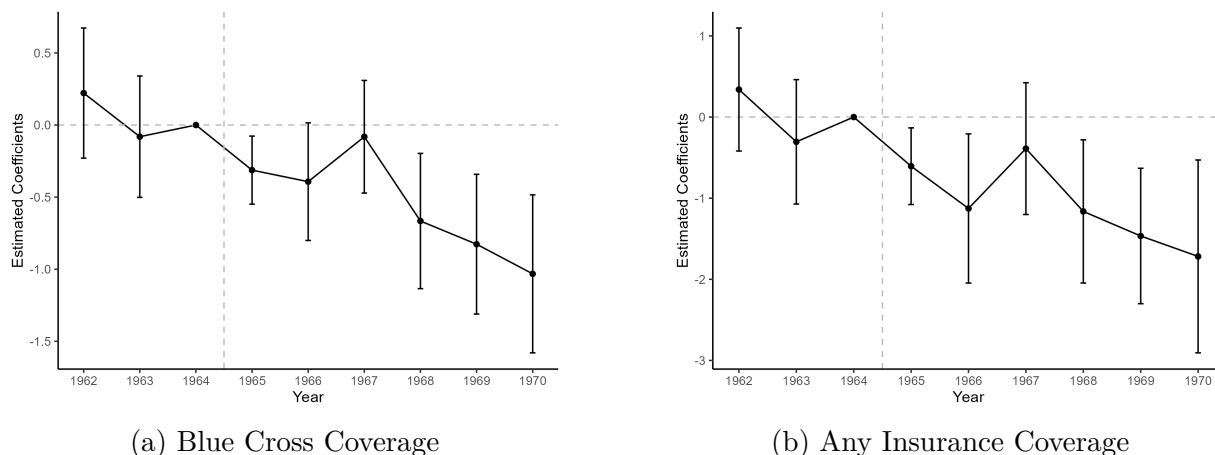 Estimated Coefficients
0.5
0.0
-0.5
-1.0
-1.5
1962 1963 1964 1965 1966 1967 1968 1969 1970
Year
(a) Blue Cross Coverage
Estimated Coefficients
1
0
-1
-2
-3
1962 1963 1964 1965 1966 1967 1968 1969 1970
Year
(b) Any Insurance Coverage